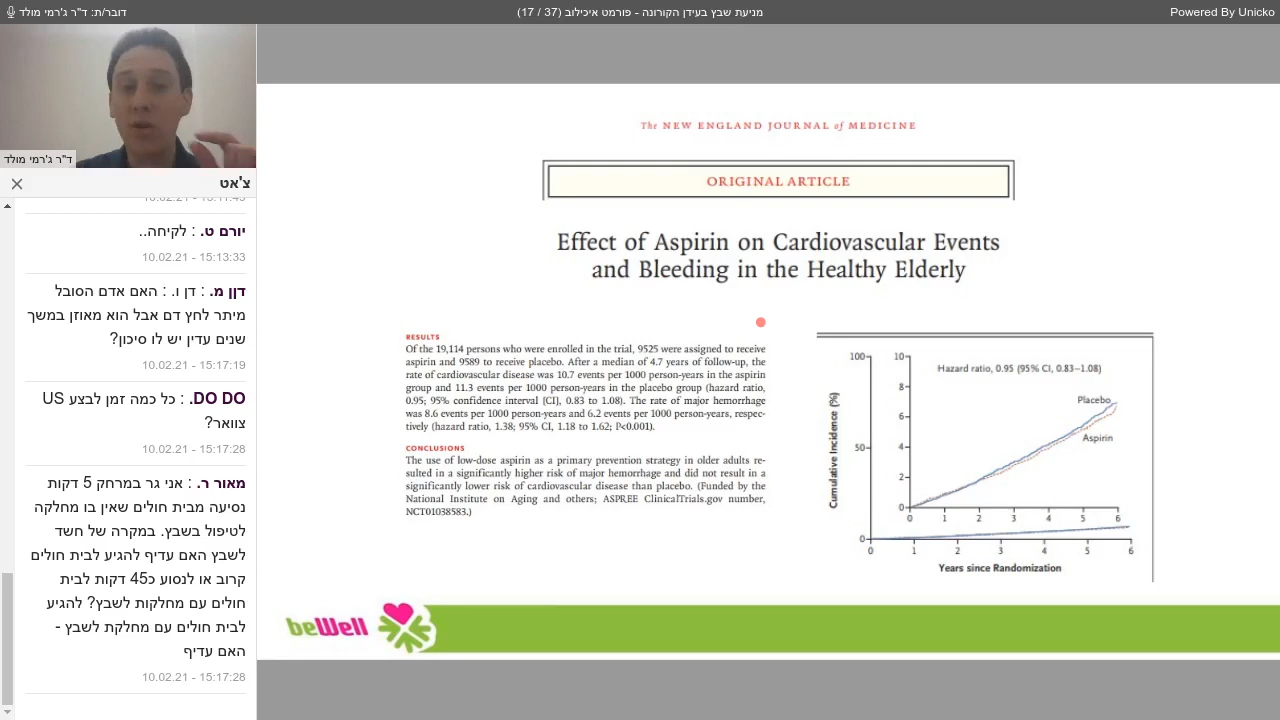 דובר/ת: ד"ר ג'רמי מולד
מניעת שבץ בעידן הקורונה - פורמט איכילוב (37 / 17)
Powered By Unicko
ד"ר ג'רמי מולד
צ'אט
יורם ט. : לקיחה..
10.02.21 - 15:13:33
דןן מ. : דן ו. : האם אדם הסובל
מיתר לחץ דם אבל הוא מאוזן במשך
שנים עדין יש לו סיכון?
10.02.21 - 15:17:19
DO DO. : כל כמה זמן לבצע US
צוואר?
10.02.21 - 15:17:28
מאור ר. : אני גר במרחק 5 דקות
נסיעה מבית חולים שאין בו מחלקה
לטיפול בשבץ. במקרה של חשד
לשבץ האם עדיף להגיע לבית חולים
קרוב או לנסוע כ45 דקות לבית
חולים עם מחלקות לשבץ? להגיע
לבית חולים עם מחלקת לשבץ -
האם עדיף
10.02.21 - 15:17:28
The NEW ENGLAND JOURNAL of MEDICINE
ORIGINAL ARTICLE
Effect of Aspirin on Cardiovascular Events
and Bleeding in the Healthy Elderly
RESULTS
Of the 19,114 persons who were enrolled in the trial, 9525 were assigned to receive
aspirin and 9589 to receive placebo. After a median of 4.7 years of follow-up, the
rate of cardiovascular disease was 10.7 events per 1000 person-years in the aspirin
group and 11.3 events per 1000 person-years in the placebo group (hazard ratio,
0.95; 95% confidence interval [CI], 0.83 to 1.08). The rate of major hemorrhage
was 8.6 events per 1000 person-years and 6.2 events per 1000 person-years, respec-
tively (hazard ratio, 1.38; 95% CI, 1.18 to 1.62; P<0.001).
CONCLUSIONS
The use of low-dose aspirin as a primary prevention strategy in older adults re-
sulted in a significantly higher risk of major hemorrhage and did not result in a
significantly lower risk of cardiovascular disease than placebo. (Funded by the
National Institute on Aging and others; ASPREE ClinicalTrials.gov number,
NCT01038583.)
Cumulative Incidence (%)
100
50
0
10
8
6
4
2
0
Hazard ratio, 0.95 (95% CI, 0.83–1.08)
Placebo
Aspirin
0 1 2 3 4 5 6
0 1 2 3 4 5 6
Years since Randomization
beWell